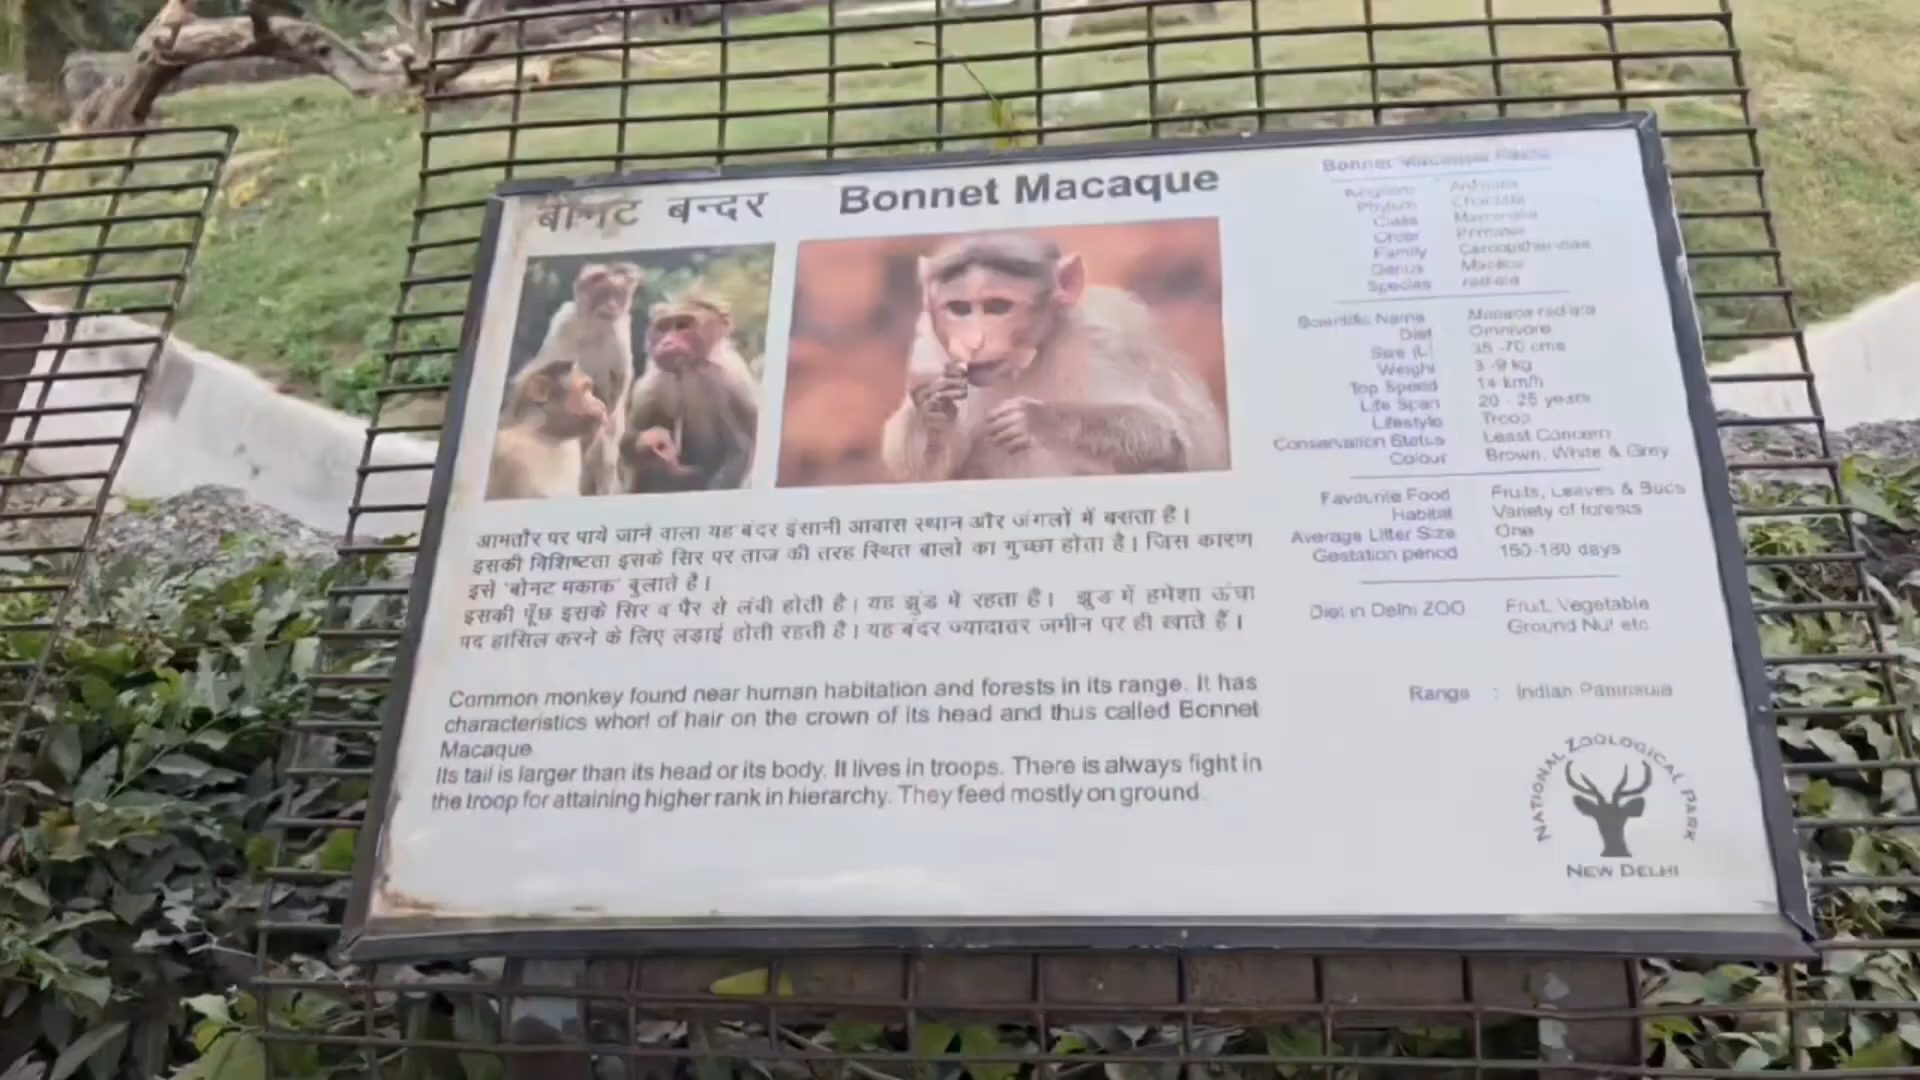 बोनट बन्दर Bonnet Macaque
आमतौर पर पाये जाने वाला यह बंदर इंसानी आवास स्थान और जंगलों में बसता है।
इसकी विशिष्टता इसके सिर पर ताज की तरह स्थित बालो का गुच्छा होता है। जिस कारण
इसे 'बोनट मकाक' बुलाते है।
इसकी पूँछ इसके सिर व पैर से लंबी होती है। यह झुंड में रहता है। झुड में हमेशा ऊंचा
पद हासिल करने के लिए लड़ाई होती रहती है। यह बंदर ज्यादातर जमीन पर ही खाते हैं।
Common monkey found near human habitation and forests in its range. It has
characteristics whorl of hair on the crown of its head and thus called Bonnet
Macaque
Its tail is larger than its head or its body. It lives in troops. There is always fight in
the troop for attaining higher rank in hierarchy. They feed mostly on ground.
Bonnet Macaque Facts
Kingdom Animalia
Phylum Chordata
Class Mammalia
Order Primates
Family Cercopithecidae
Genus Macaca
Species radiata
Scientific Name Macaca radiata
Diet Omnivore
Size (L) 35 -70 cms
Weight 3 -9 kg
Top Speed 14 km/h
Life Span 20 - 25 years
Lifestyle Troop
Conservation Status Least Concern
Colour Brown, White & Grey
Favourite Food Fruits, Leaves & Buds
Habitat Variety of forests
Average Litter Size One
Gestation period 150-180 days
Diet in Delhi ZOO Fruit, Vegetable
Ground Nut etc
Range : Indian Paninsula
NATIONAL ZOOLOGICAL PARK
NEW DELHI